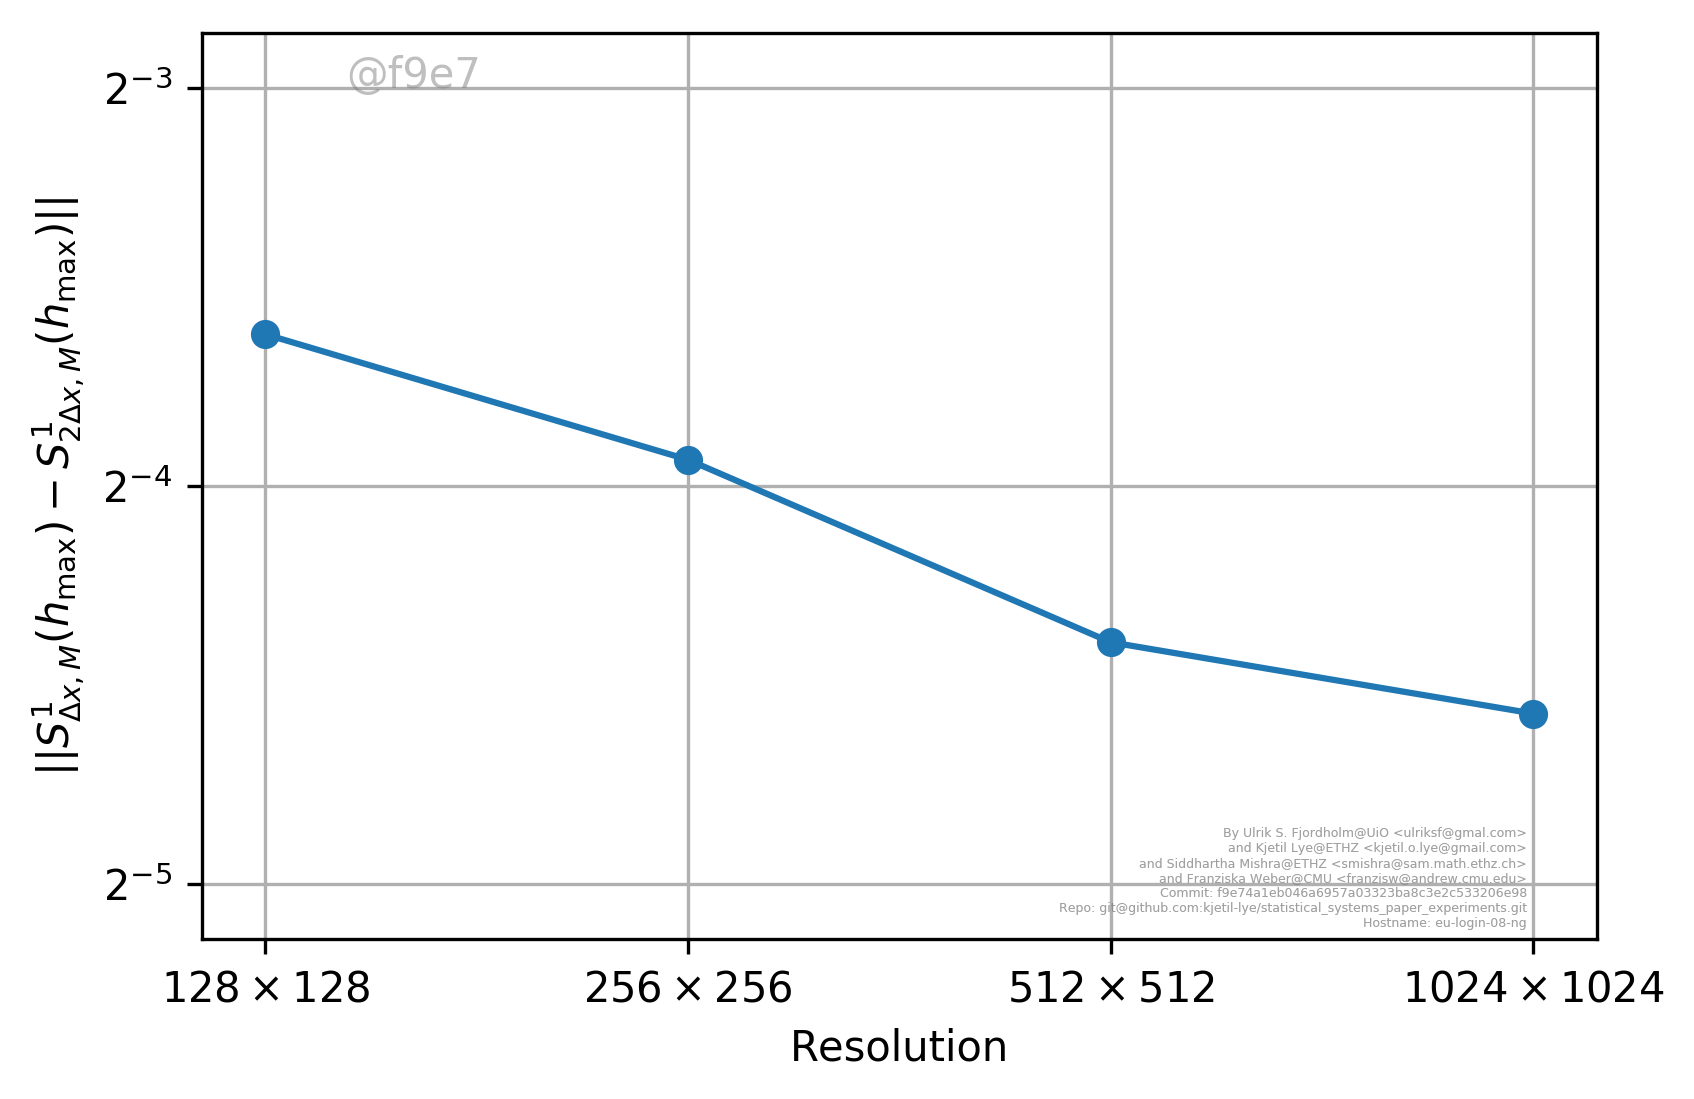 @f9e7
2⁻³
2⁻⁴
2⁻⁵
||S¹_{Δx,M}(h_max) − S¹_{2Δx,M}(h_max)||
By Ulrik S. Fjordholm@UiO <ulriksf@gmal.com>
and Kjetil Lye@ETHZ <kjetil.o.lye@gmail.com>
and Siddhartha Mishra@ETHZ <smishra@sam.math.ethz.ch>
and Franziska Weber@CMU <franzisw@andrew.cmu.edu>
Commit: f9e74a1eb046a6957a03323ba8c3e2c533206e98
Repo: git@github.com:kjetil-lye/statistical_systems_paper_experiments.git
Hostname: eu-login-08-ng
128 × 128 256 × 256 512 × 512 1024 × 1024
Resolution